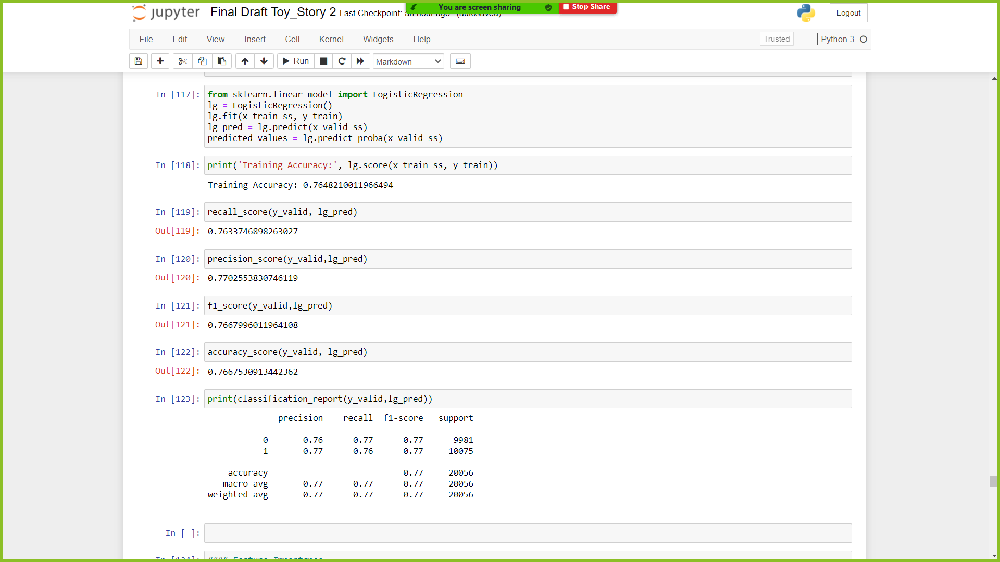 jupyter Final Draft Toy_Story 2 Last Checkpoint: an hour ago (autosaved)
You are screen sharing
Stop Share
Logout
File Edit View Insert Cell Kernel Widgets Help
Trusted
Python 3
Run
Markdown
In [117]: from sklearn.linear_model import LogisticRegression
lg = LogisticRegression()
lg.fit(x_train_ss, y_train)
lg_pred = lg.predict(x_valid_ss)
predicted_values = lg.predict_proba(x_valid_ss)
In [118]: print('Training Accuracy:', lg.score(x_train_ss, y_train))
Training Accuracy: 0.7648210011966494
In [119]: recall_score(y_valid, lg_pred)
Out[119]: 0.7633746898263027
In [120]: precision_score(y_valid,lg_pred)
Out[120]: 0.7702553830746119
In [121]: f1_score(y_valid,lg_pred)
Out[121]: 0.7667996011964108
In [122]: accuracy_score(y_valid, lg_pred)
Out[122]: 0.7667530913442362
In [123]: print(classification_report(y_valid,lg_pred))
precision recall f1-score support
0 0.76 0.77 0.77 9981
1 0.77 0.76 0.77 10075
accuracy 0.77 20056
macro avg 0.77 0.77 0.77 20056
weighted avg 0.77 0.77 0.77 20056
In [ ]:
In [124]: #### Feature Importance